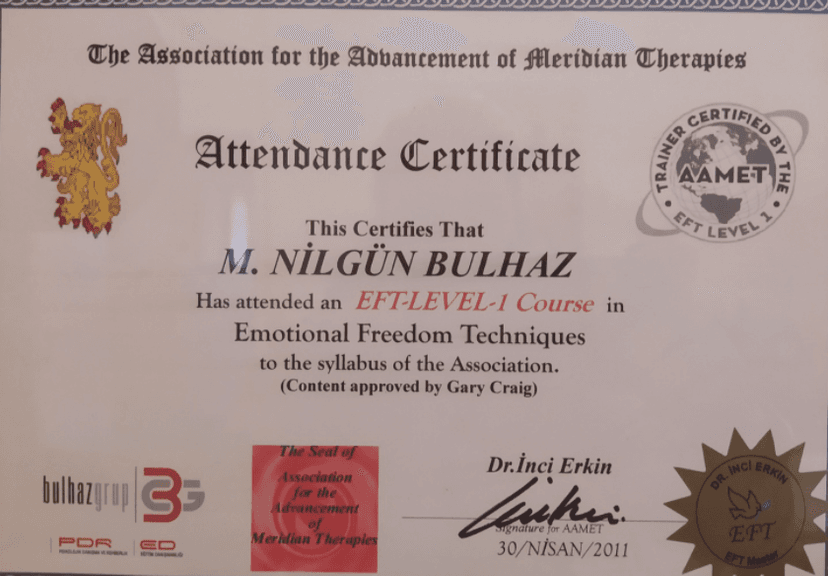 The Association for the Advancement of Meridian Therapies
Attendance Certificate
TRAINER CERTIFIED BY THE
AAMET
• EFT LEVEL 1 •
This Certifies That
M. NİLGÜN BULHAZ
Has attended an EFT-LEVEL-1 Course in
Emotional Freedom Techniques
to the syllabus of the Association.
(Content approved by Gary Craig)
bulhazgrup
PDR
ED
The Seal of
Association
for the
Advancement
of
Meridian Therapies
Dr.İnci Erkin
Signature for AAMET
30/NİSAN/2011
DR. İNCİ ERKIN
EFT
EFT Master